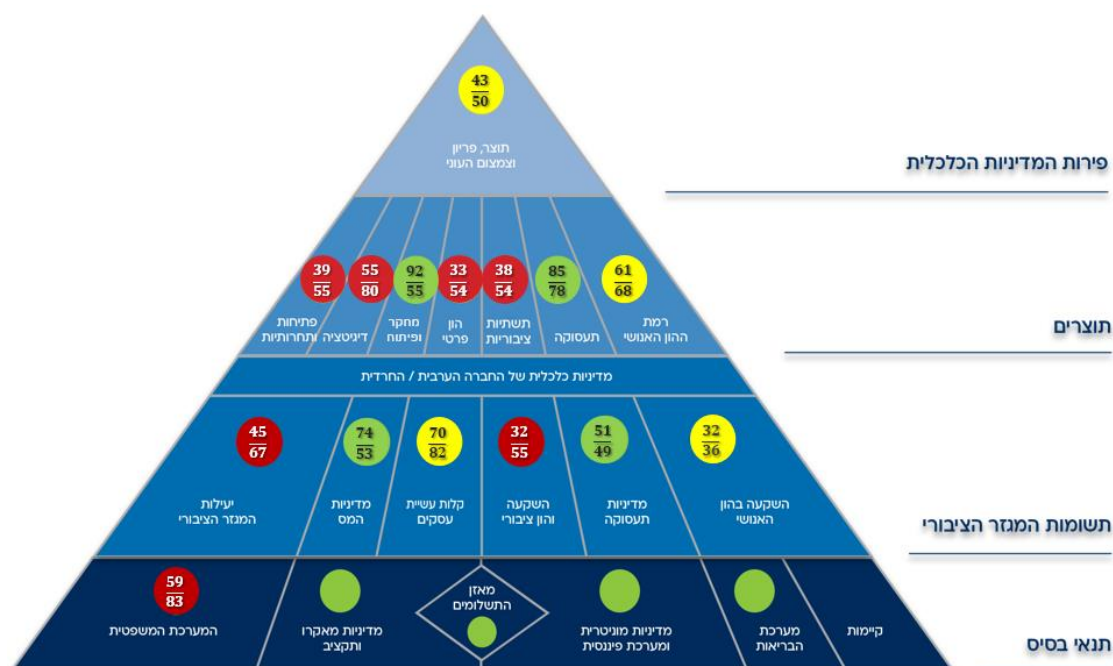 43
50
תוצר, פריון
וצמצום העוני
פירות המדיניות הכלכלית
61
68
רמת
ההון האנושי
85
78
תעסוקה
38
54
תשתיות
ציבוריות
33
54
הון
פרטי
92
55
מחקר
ופיתוח
55
80
דיגיטציה
39
55
פתיחות
ותחרותיות
תוצרים
מדיניות כלכלית של החברה הערבית / החרדית
32
36
השקעה בהון
האנושי
51
49
מדיניות
תעסוקה
32
55
השקעה
והון ציבורי
70
82
קלות עשיית
עסקים
74
53
מדיניות
המס
45
67
יעילות
המגזר הציבורי
תשומות המגזר הציבורי
קיימות
מערכת
הבריאות
מדיניות מוניטרית
ומערכת פיננסית
מאזן
התשלומים
מדיניות מאקרו
ותקציב
59
83
המערכת המשפטית
תנאי בסיס